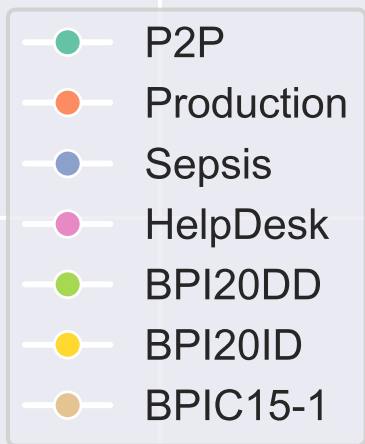 P2P
Production
Sepsis
HelpDesk
BPI20DD
BPI20ID
BPIC15-1